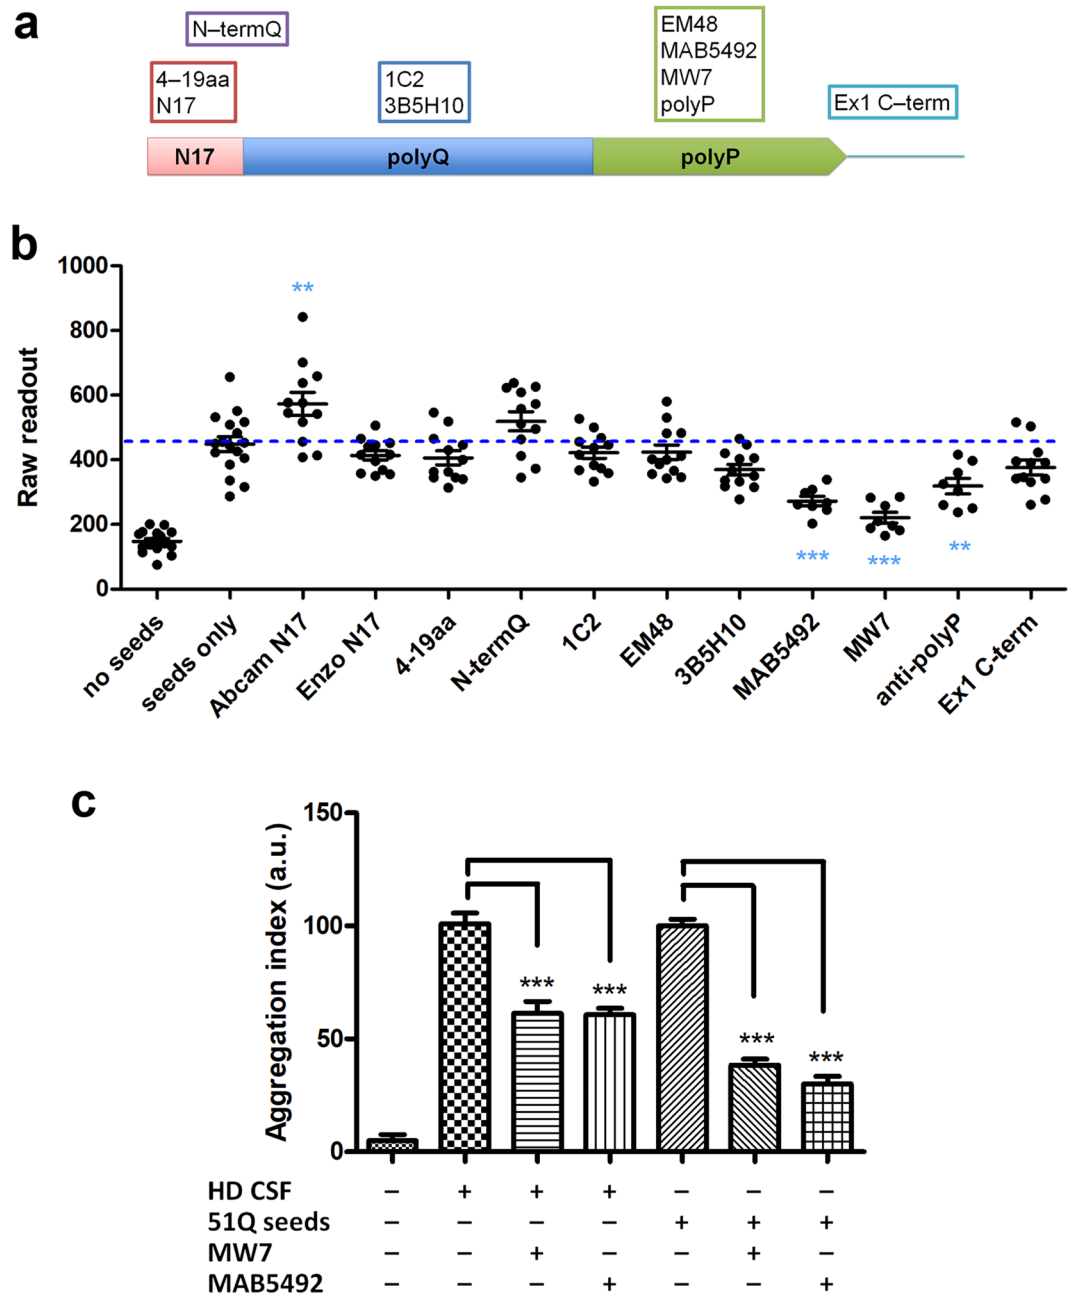 a
N–termQ
4–19aa
N17
1C2
3B5H10
EM48
MAB5492
MW7
polyP
Ex1 C–term
N17 polyQ polyP
b
Raw readout
1000
800
600
400
200
0
**
***
***
**
no seeds
seeds only
Abcam N17
Enzo N17
4-19aa
N-termQ
1C2
EM48
3B5H10
MAB5492
MW7
anti-polyP
Ex1 C-term
c
Aggregation index (a.u.)
150
100
50
0
***
***
***
***
HD CSF – + + + – – –
51Q seeds – – – – + + +
MW7 – – + – – + –
MAB5492 – – – + – – +